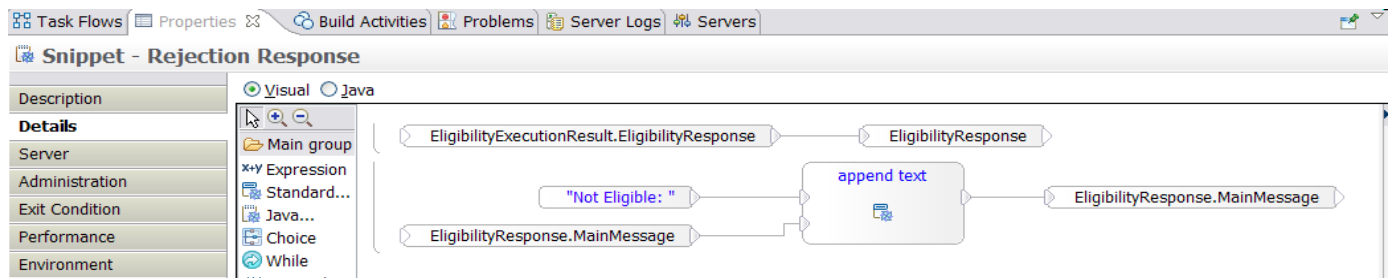 Task Flows Properties Build Activities Problems Server Logs Servers
Snippet - Rejection Response
Visual Java
Description
Details
Server
Administration
Exit Condition
Performance
Environment
Main group
x+y Expression
Standard...
Java...
Choice
While
EligibilityExecutionResult.EligibilityResponse EligibilityResponse
append text
"Not Eligible: " EligibilityResponse.MainMessage
EligibilityResponse.MainMessage